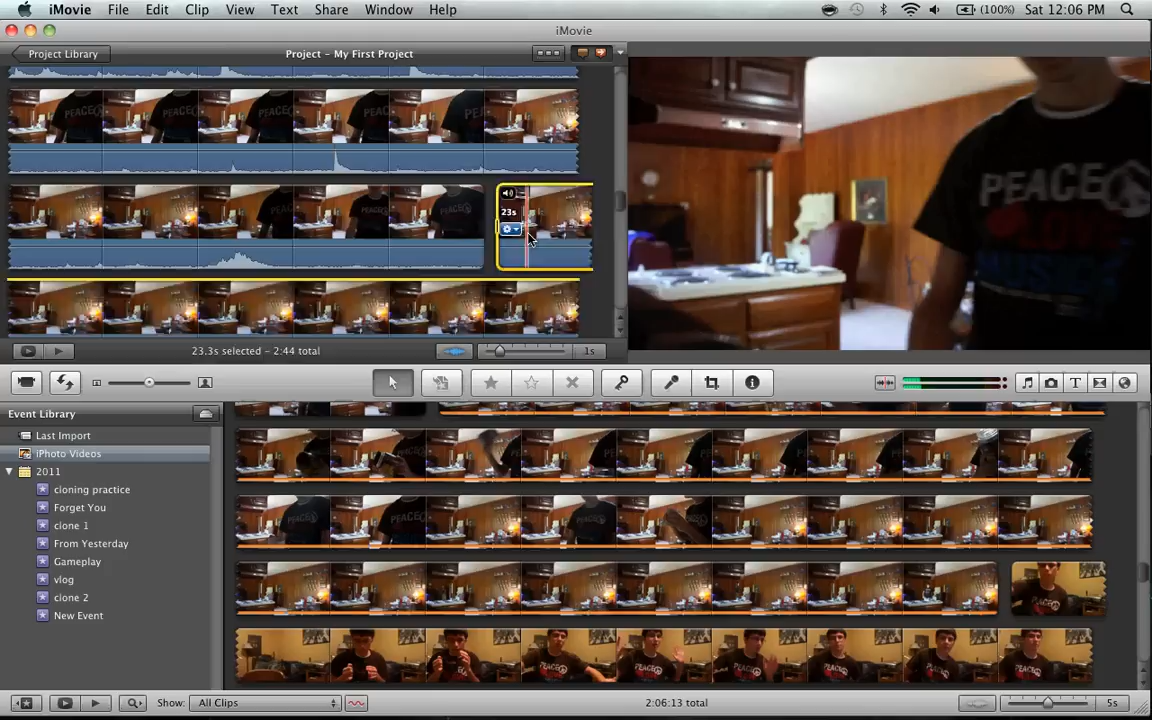 iMovie File Edit Clip View Text Share Window Help (100%) Sat 12:06 PM
iMovie
Project Library Project - My First Project
23s
PEACE
LOVE
MUSIC
23.3s selected - 2:44 total 1s
Event Library
Last Import
iPhoto Videos
2011
cloning practice
Forget You
clone 1
From Yesterday
Gameplay
vlog
clone 2
New Event
Show: All Clips 2:06:13 total 5s